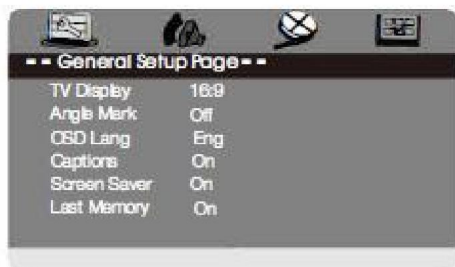 -- General Setup Page--
TV Display 16:9
Angle Mark Off
OSD Lang Eng
Captions On
Screen Saver On
Last Memory On